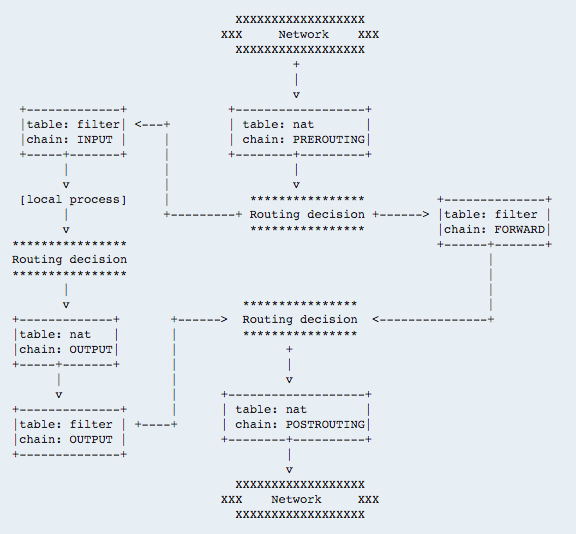 XXXXXXXXXXXXXXXXXX
XXX     Network    XXX
XXXXXXXXXXXXXXXXXX
+
|
v
+-------------+              +------------------+
|table: filter| <---+        | table: nat       |
|chain: INPUT |     |        | chain: PREROUTING|
+-----+-------+     |        +--------+---------+
|             |                 |
v             |                 v
[local process]     |           ****************          +--------------+
|             +---------+ Routing decision +------> |table: filter |
v                       ****************          |chain: FORWARD|
****************                                            +------+-------+
Routing decision                                                   |
****************                                                   |
|                                                            |
v                        ****************                    |
+-------------+      +------>  Routing decision  <---------------+
|table: nat   |      |         ****************
|chain: OUTPUT|      |               +
+-----+-------+      |               |
|              |               v
v              |      +-------------------+
+--------------+     |      | table: nat        |
|table: filter | +----+      | chain: POSTROUTING|
|chain: OUTPUT |             +--------+----------+
+--------------+                      |
v
XXXXXXXXXXXXXXXXXX
XXX    Network     XXX
XXXXXXXXXXXXXXXXXX